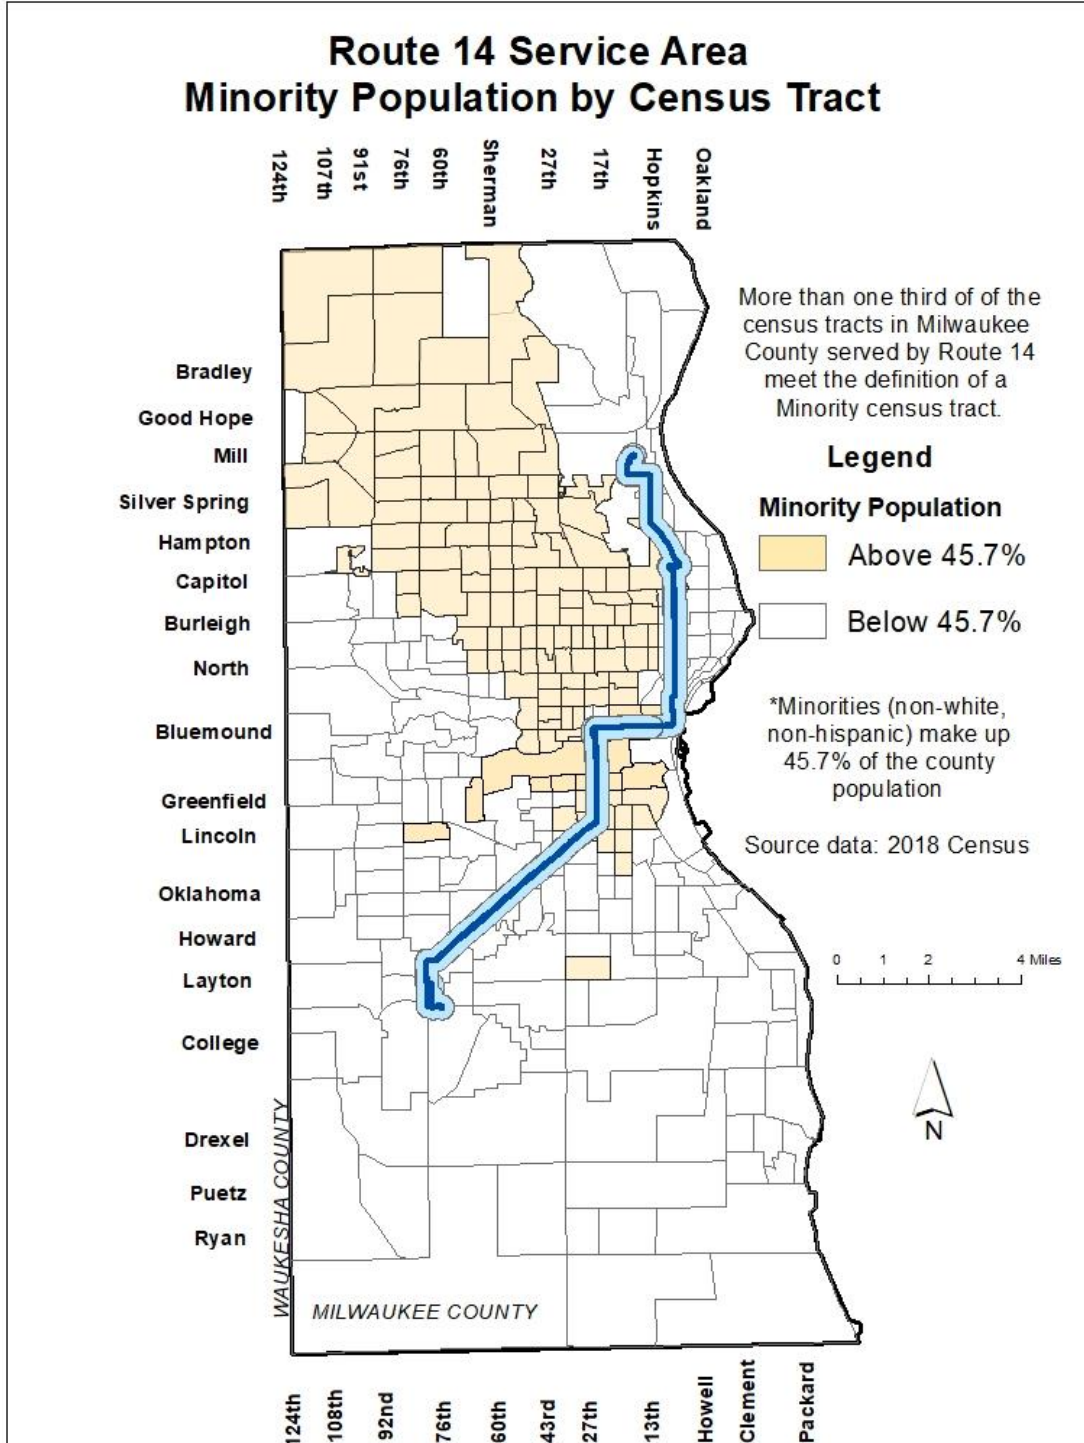 Route 14 Service Area
Minority Population by Census Tract
124th
107th
91st
76th
60th
Sherman
27th
17th
Hopkins
Oakland
More than one third of of the
census tracts in Milwaukee
County served by Route 14
meet the definition of a
Minority census tract.
Bradley
Good Hope
Mill
Silver Spring
Hampton
Capitol
Burleigh
North
Bluemound
Greenfield
Lincoln
Oklahoma
Howard
Layton
College
Drexel
Puetz
Ryan
Legend
Minority Population
Above 45.7%
Below 45.7%
*Minorities (non-white,
non-hispanic) make up
45.7% of the county
population
Source data: 2018 Census
0 1 2 4 Miles
N
WAUKESHA COUNTY
MILWAUKEE COUNTY
124th
108th
92nd
76th
60th
43rd
27th
13th
Howell
Clement
Packard